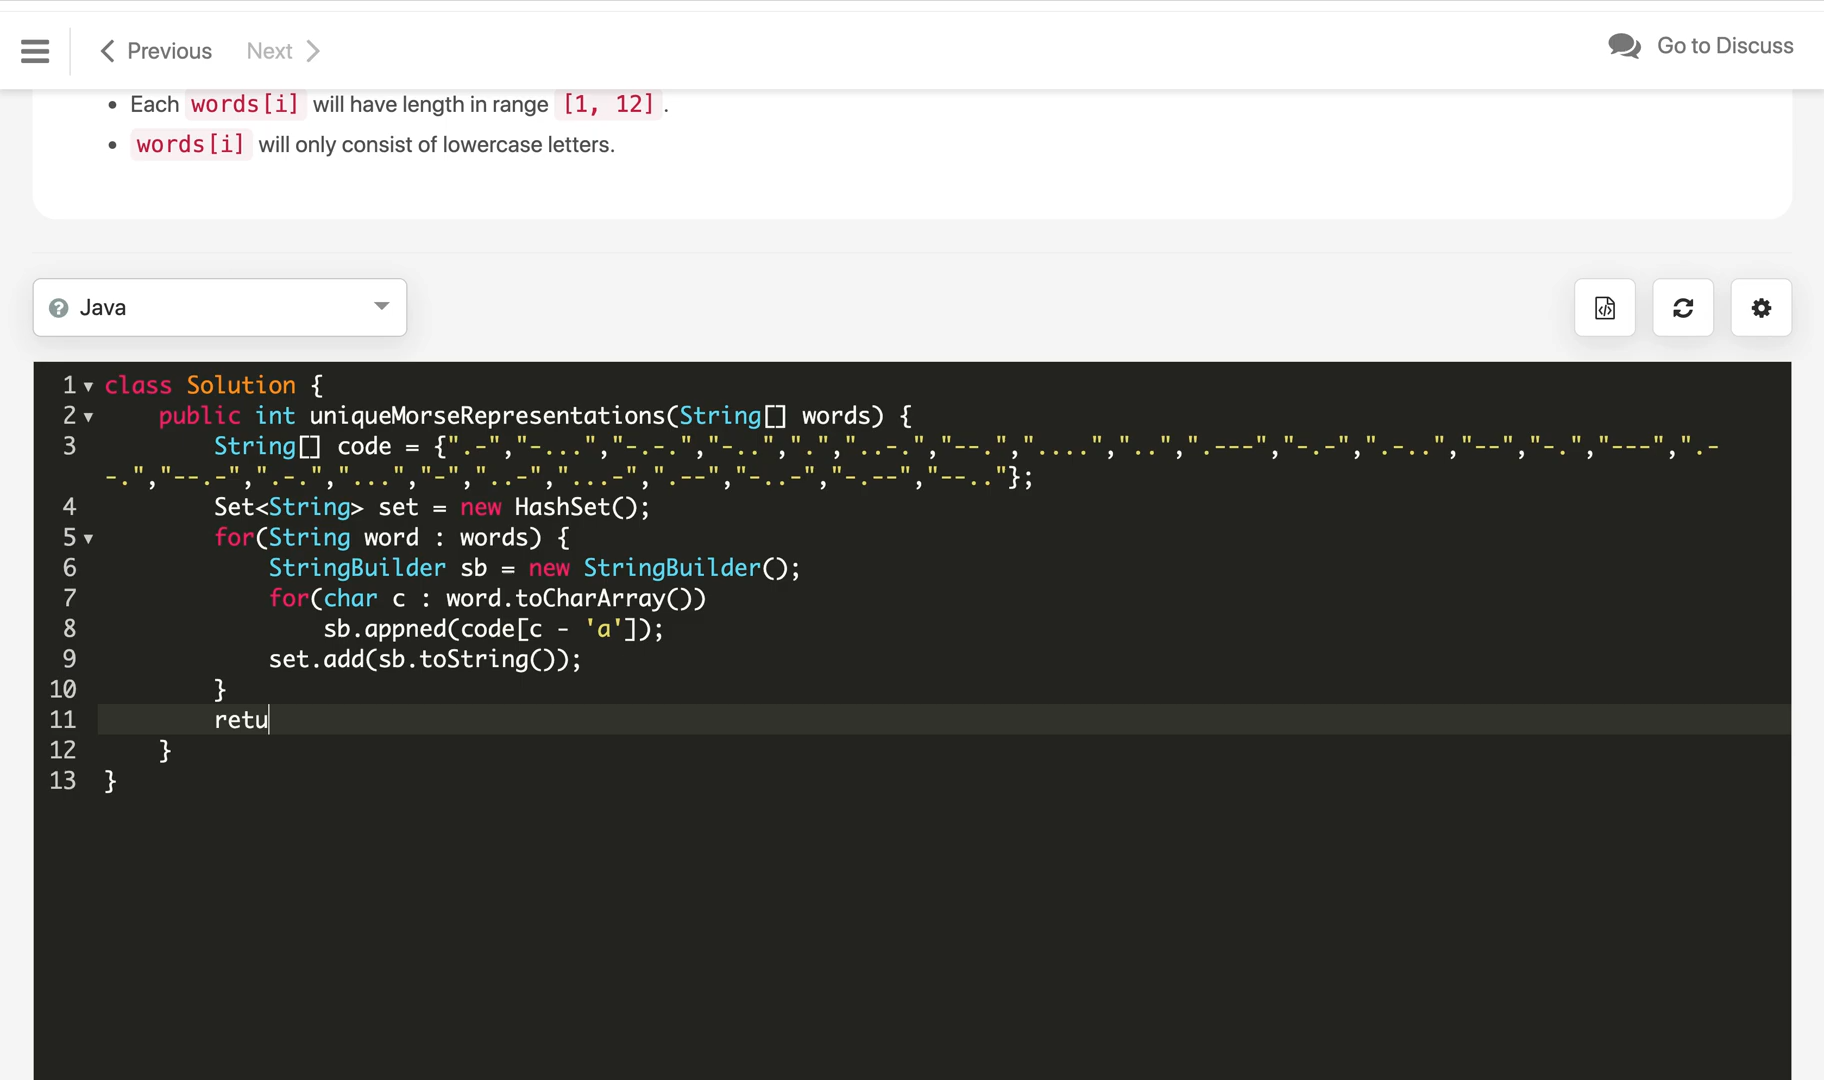 Previous Next Go to Discuss
• Each words[i] will have length in range [1, 12] .
• words[i] will only consist of lowercase letters.
Java
1 class Solution {
2 public int uniqueMorseRepresentations(String[] words) {
3 String[] code = {".-","-...","-.-.","-..",".","..-.","--.","....","..",".---","-.-",".-..","--","-.","---",".-
-.","--.-",".-.","...","-","..-","...-",".--","-..-","-.--","--.."};
4 Set<String> set = new HashSet();
5 for(String word : words) {
6 StringBuilder sb = new StringBuilder();
7 for(char c : word.toCharArray())
8 sb.appned(code[c - 'a']);
9 set.add(sb.toString());
10 }
11 retu
12 }
13 }